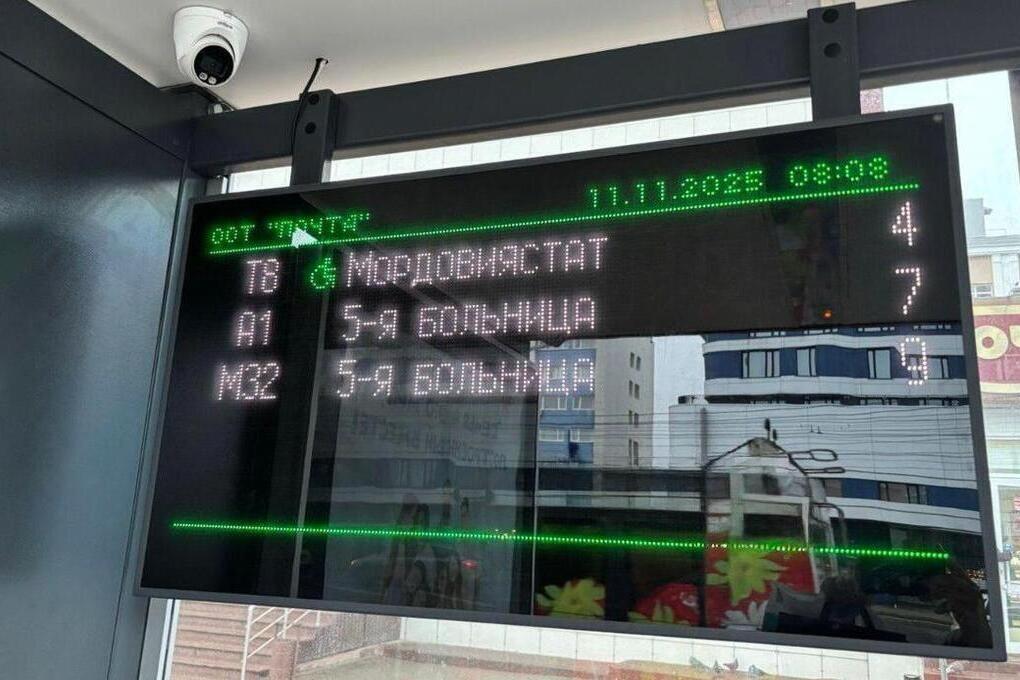 ООТ "ПОЧТА" 11.11.2025 08:08
Т8 МОРДОВИЯСТАТ 4
А1 5-я БОЛЬНИЦА 7
М32 5-я БОЛЬНИЦА 9